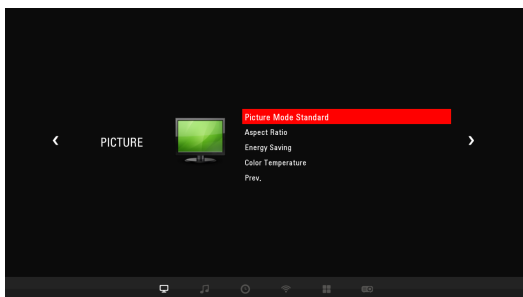 PICTURE
Picture Mode Standard
Aspect Ratio
Energy Saving
Color Temperature
Prev.